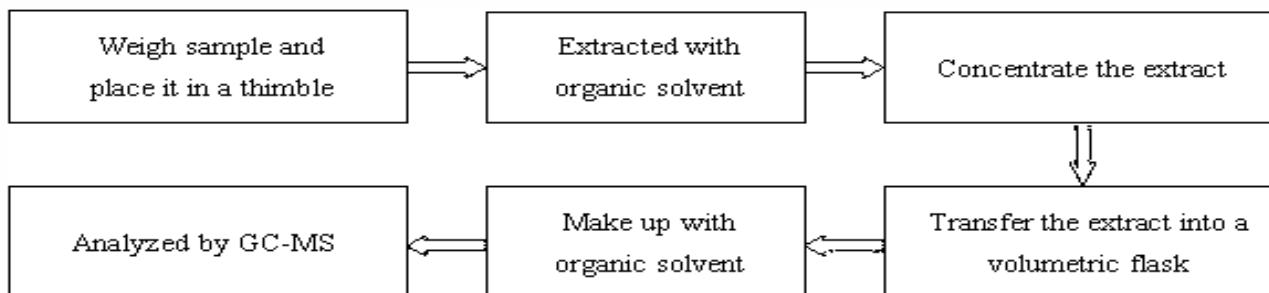 Weigh sample and
place it in a thimble
Extracted with
organic solvent
Concentrate the extract
Transfer the extract into a
volumetric flask
Make up with
organic solvent
Analyzed by GC-MS